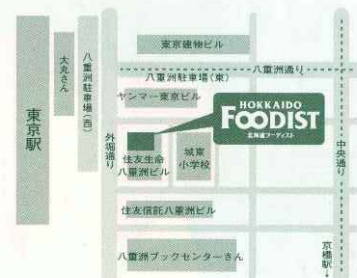 東京建物ビル
八重洲通り
八重洲駐車場(東)
ヤンマー東京ビル
大丸さん
八重洲駐車場(西)
東京駅
外堀通り
HOKKAIDO
FOODIST
北海道フーディスト
中央通り
住友生命
八重洲ビル
城東
小学校
住友信託八重洲ビル
八重洲ブックセンターさん
京橋駅↓